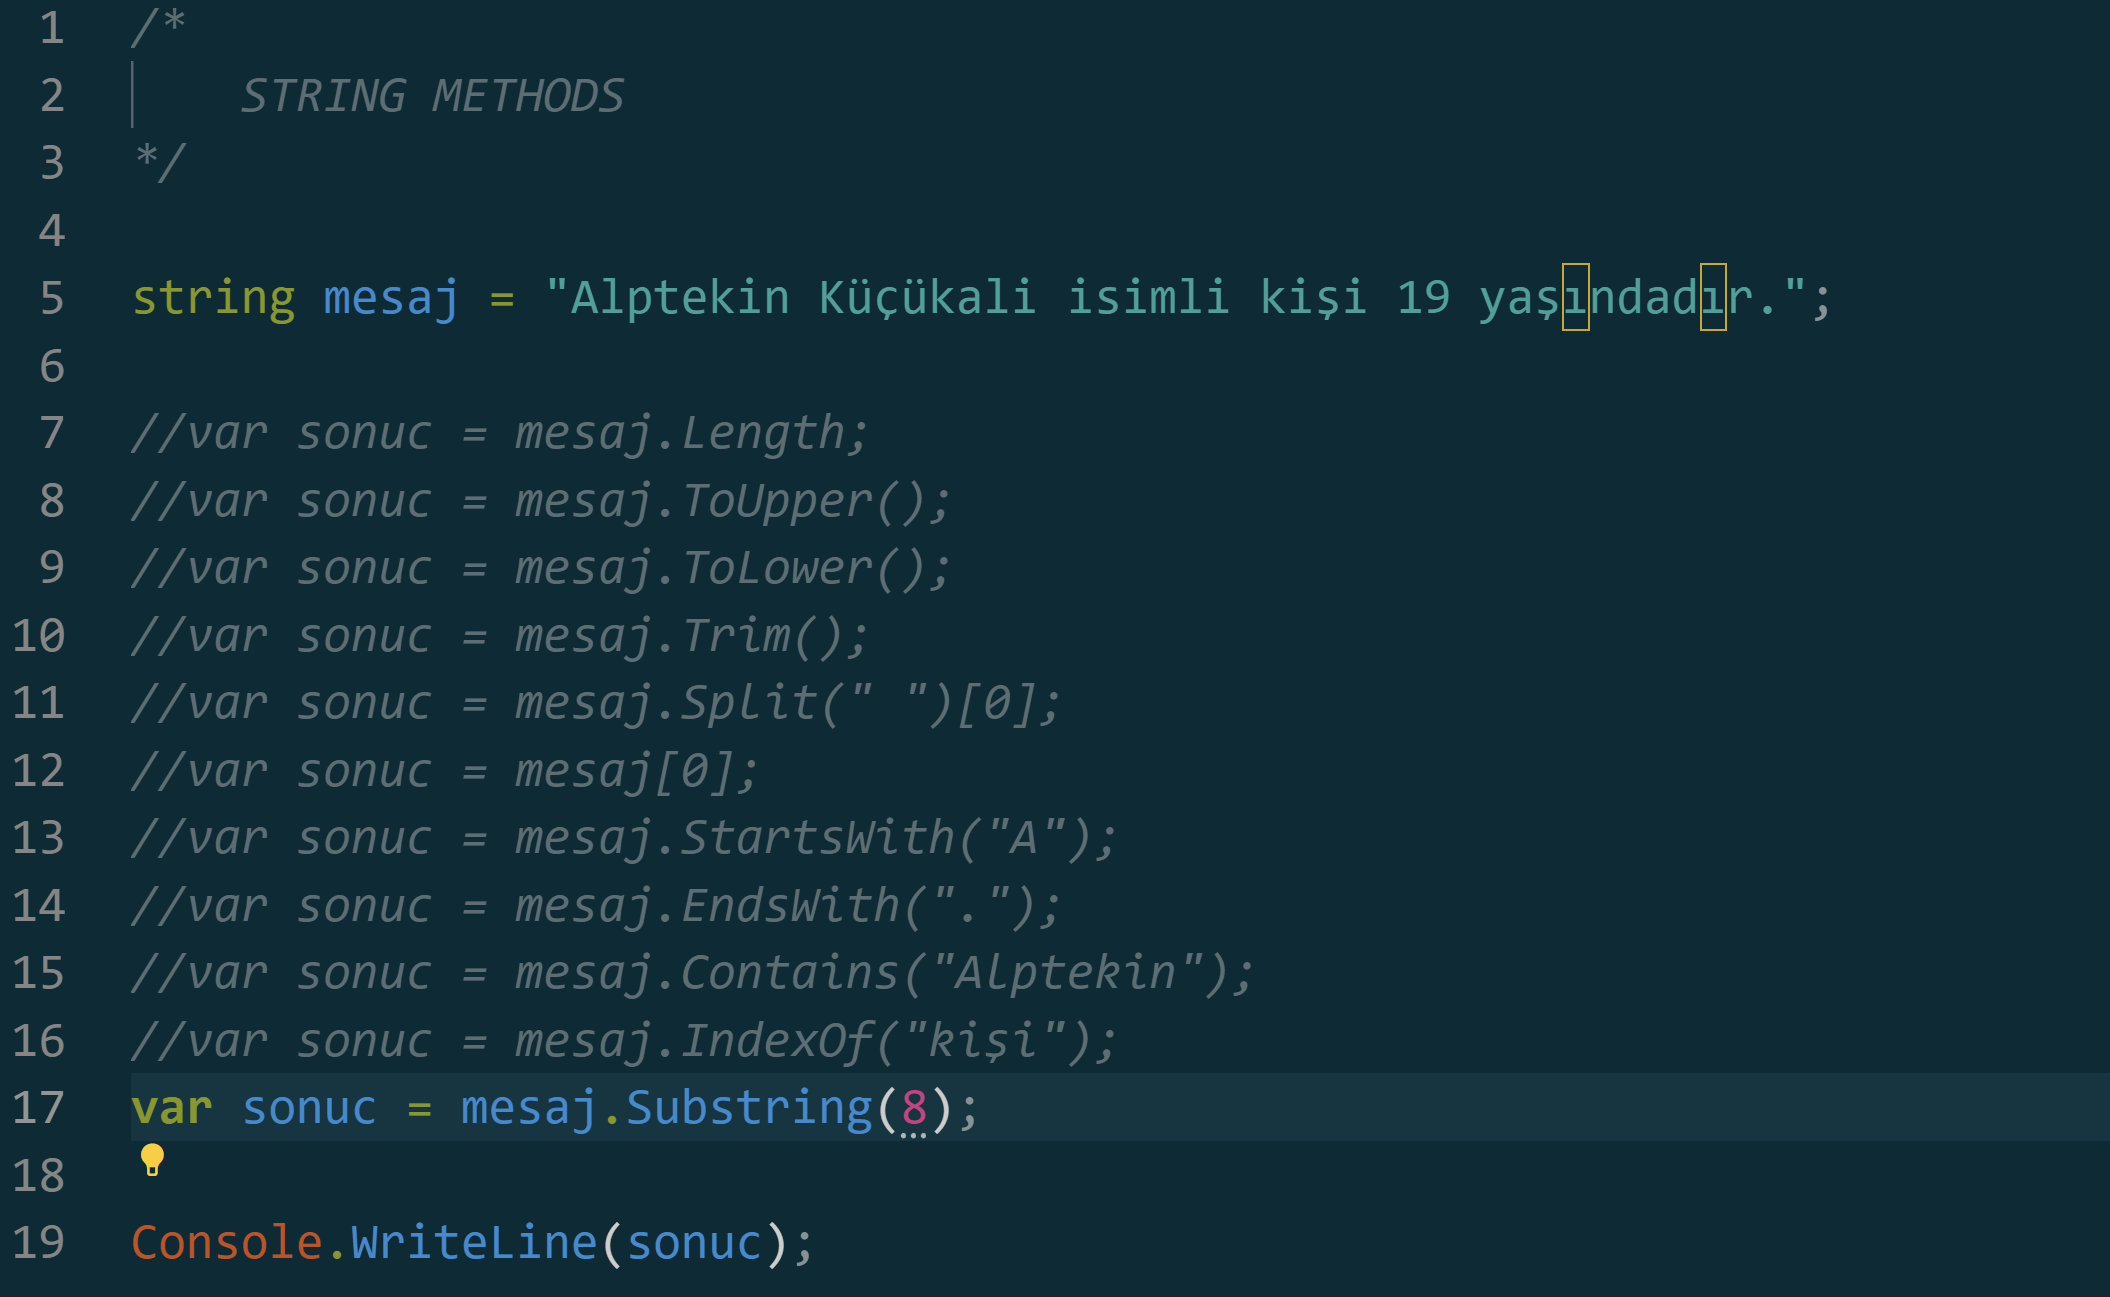 1 /*
2 STRING METHODS
3 */
4
5 string mesaj = "Alptekin Küçükali isimli kişi 19 yaşındadır.";
6
7 //var sonuc = mesaj.Length;
8 //var sonuc = mesaj.ToUpper();
9 //var sonuc = mesaj.ToLower();
10 //var sonuc = mesaj.Trim();
11 //var sonuc = mesaj.Split(" ")[0];
12 //var sonuc = mesaj[0];
13 //var sonuc = mesaj.StartsWith("A");
14 //var sonuc = mesaj.EndsWith(".");
15 //var sonuc = mesaj.Contains("Alptekin");
16 //var sonuc = mesaj.IndexOf("kişi");
17 var sonuc = mesaj.Substring(8);
18
19 Console.WriteLine(sonuc);